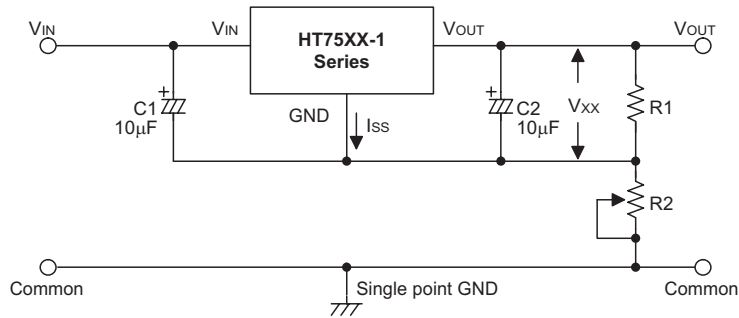 VIN
VIN
HT75XX-1
Series
VOUT
VOUT
C1
10μF
GND
ISS
C2
10μF
VXX
R1
R2
Common
Single point GND
Common